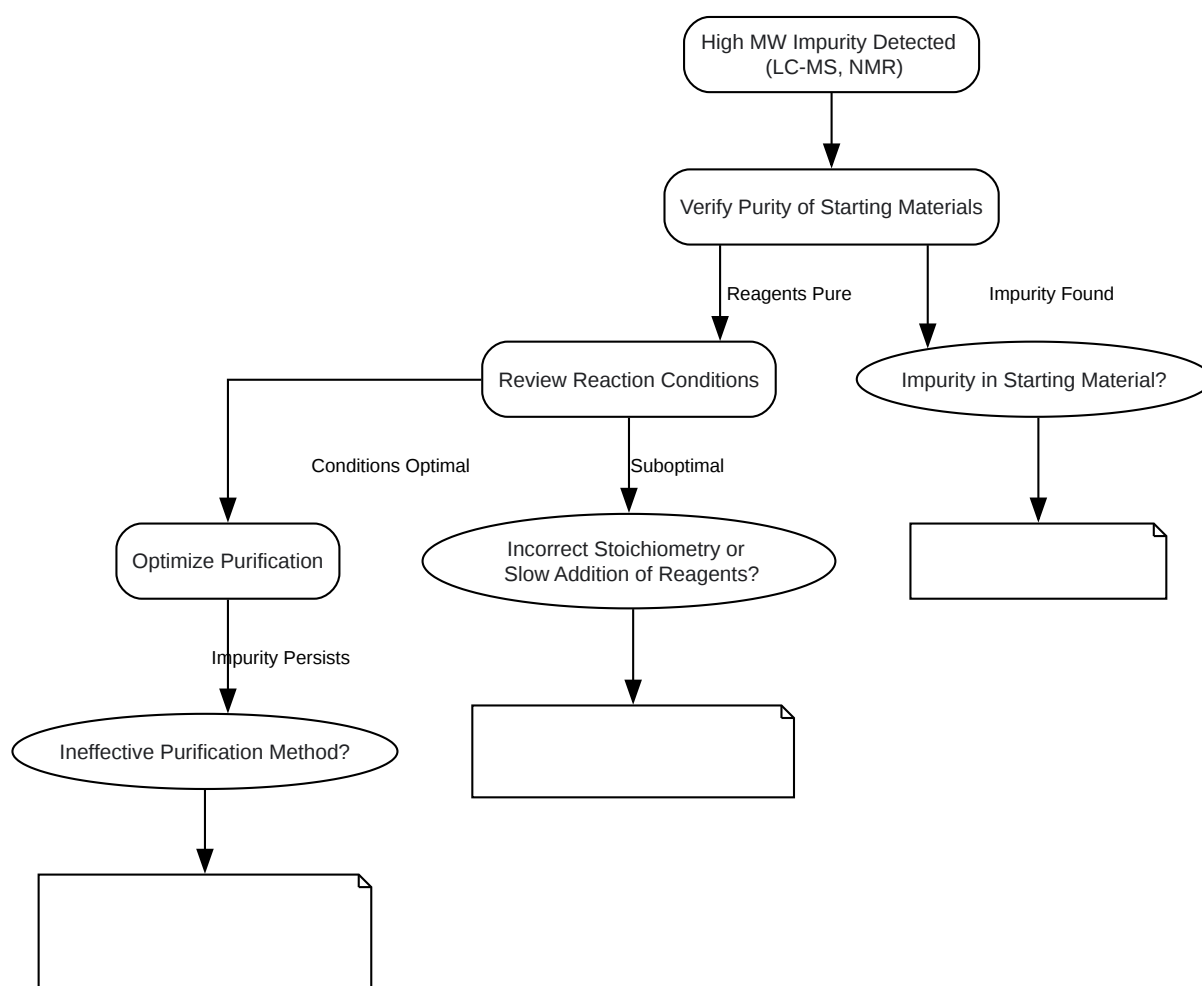 High MW Impurity Detected
(LC-MS, NMR)
Verify Purity of Starting Materials
Reagents Pure
Impurity Found
Review Reaction Conditions
Impurity in Starting Material?
Conditions Optimal
Suboptimal
Optimize Purification
Incorrect Stoichiometry or
Slow Addition of Reagents?
Impurity Persists
Ineffective Purification Method?